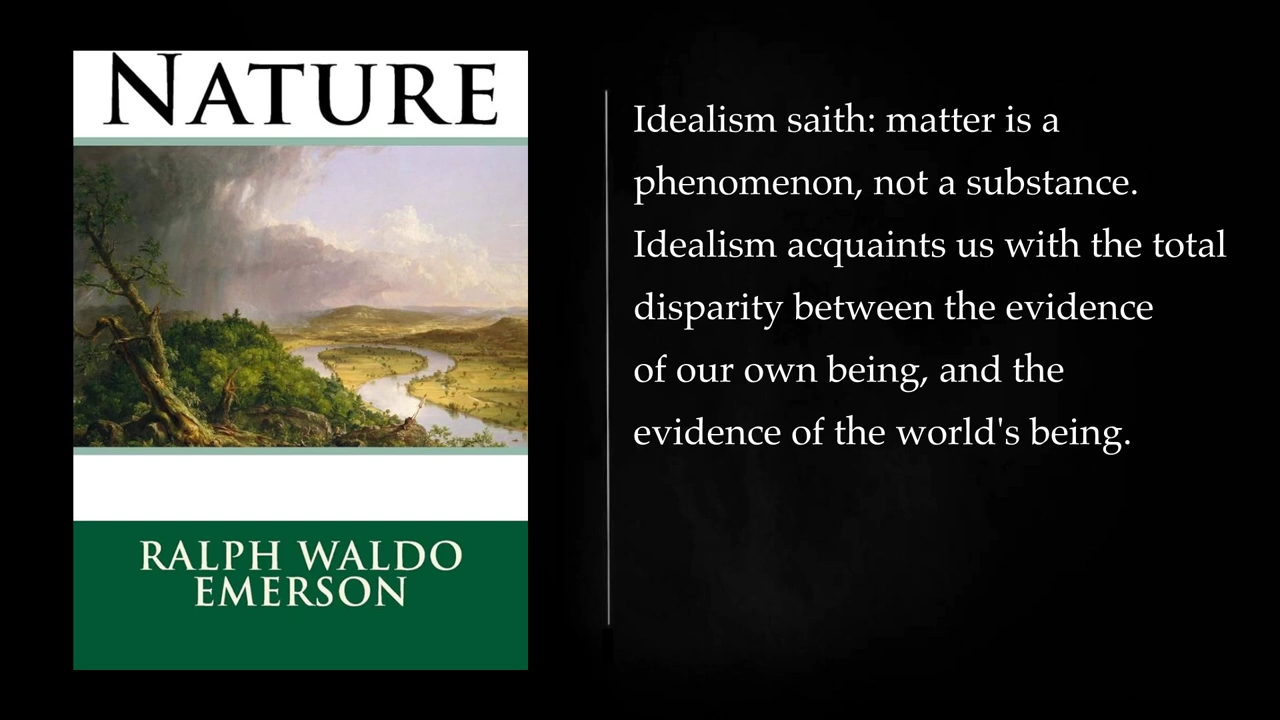 NATURE
RALPH WALDO
EMERSON
Idealism saith: matter is a
phenomenon, not a substance.
Idealism acquaints us with the total
disparity between the evidence
of our own being, and the
evidence of the world's being.